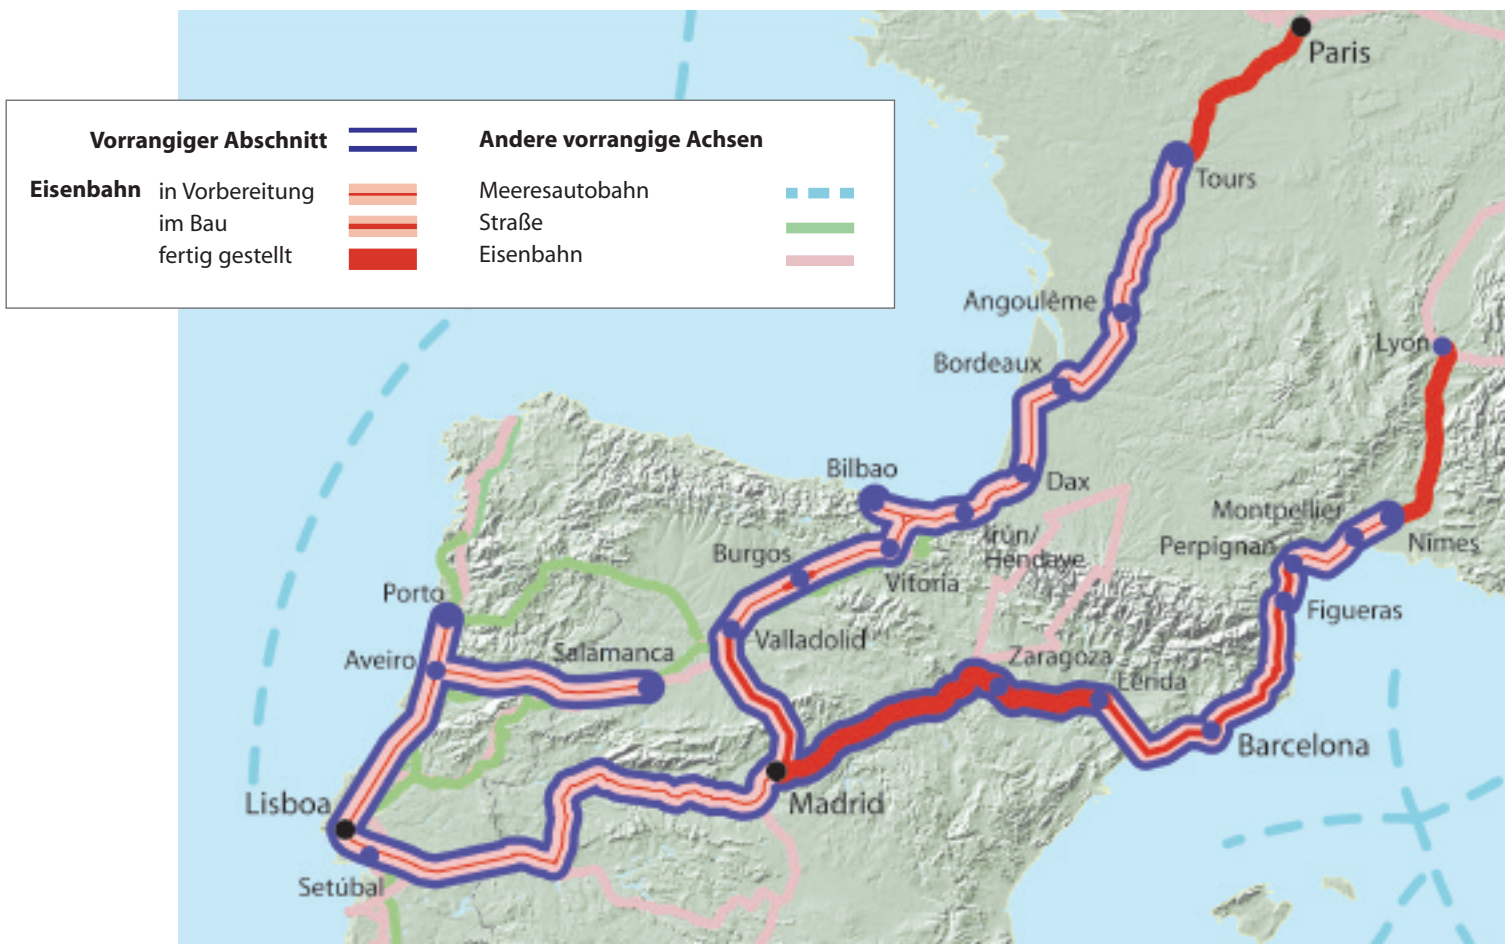 Vorrangiger Abschnitt
Andere vorrangige Achsen
Eisenbahn
in Vorbereitung
im Bau
fertig gestellt
Meeresautobahn
Straße
Eisenbahn
Paris
Tours
Angoulême
Lyon
Bordeaux
Bilbao
Dax
Montpellier
Irún/
Hendaye
Nîmes
Perpignan
Burgos
Vitoria
Porto
Figueras
Valladolid
Aveiro
Salamanca
Zaragoza
Lérida
Barcelona
Lisboa
Madrid
Setúbal